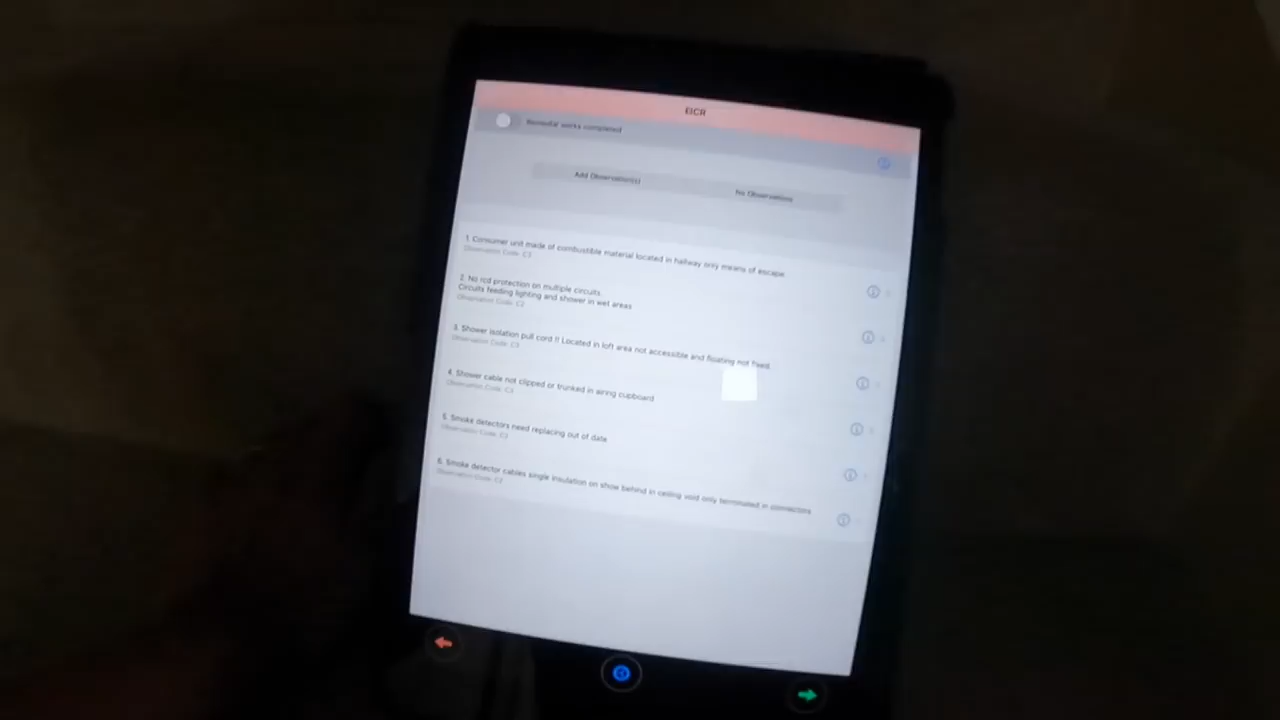 EICR
Remedial works completed
Add Observation(s)
No Observations
1. Consumer unit made of combustible material located in hallway only means of escape.
Observation Code: C3
2. No rcd protection on multiple circuits.
Circuits feeding lighting and shower in wet areas
Observation Code: C2
3. Shower isolation pull cord !! Located in loft area not accessible and floating not fixed.
Observation Code: C3
4. Shower cable not clipped or trunked in airing cupboard
Observation Code:
5. Smoke detectors need replacing out of date
Observation Code: C3
6. Smoke detector cables single insulation on show behind in ceiling void only terminated in connectors
Observation Code: C2